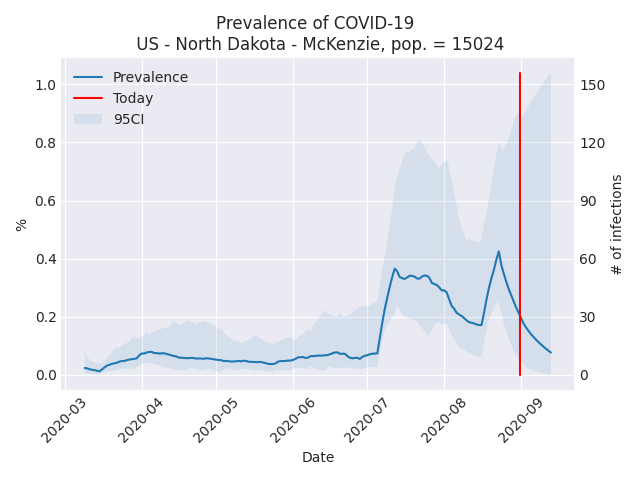 Prevalence of COVID-19
US - North Dakota - McKenzie, pop. = 15024
Prevalence
Today
95CI
1.0
0.8
0.6
0.4
0.2
0.0
%
150
120
90
60
30
0
# of infections
2020-03
2020-04
2020-05
2020-06
2020-07
2020-08
2020-09
Date